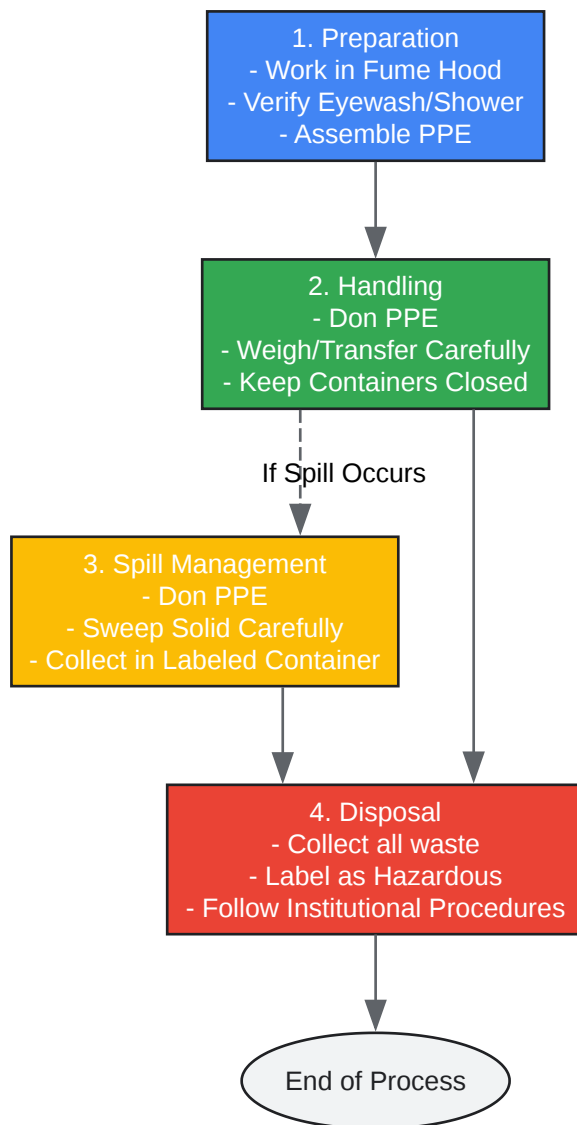 1. Preparation
- Work in Fume Hood
- Verify Eyewash/Shower
- Assemble PPE
2. Handling
- Don PPE
- Weigh/Transfer Carefully
- Keep Containers Closed
If Spill Occurs
3. Spill Management
- Don PPE
- Sweep Solid Carefully
- Collect in Labeled Container
4. Disposal
- Collect all waste
- Label as Hazardous
- Follow Institutional Procedures
End of Process